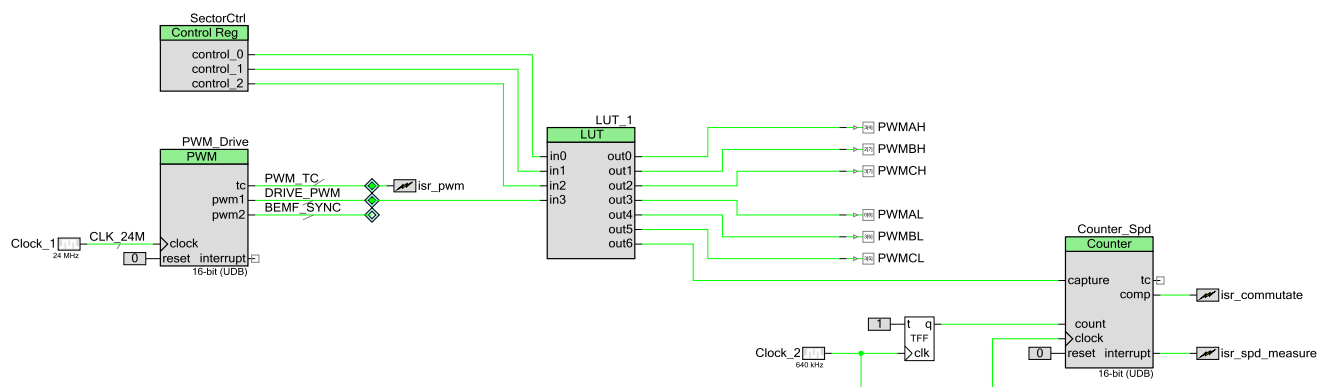 SectorCtrl
Control Reg
control_0
control_1
control_2
PWM_Drive
PWM
tc
pwm1
pwm2
clock
reset interrupt
16-bit (UDB)
PWM_TC
DRIVE_PWM
BEMF_SYNC
isr_pwm
Clock_1
24 MHz
CLK_24M
0
LUT_1
LUT
in0 out0
in1 out1
in2 out2
in3 out3
out4
out5
out6
PWMAH
PWMBH
PWMCH
PWMAL
PWMBL
PWMCL
Counter_Spd
Counter
capture tc
comp
count
clock
reset interrupt
16-bit (UDB)
isr_commutate
isr_spd_measure
1
t q
TFF
clk
Clock_2
640 kHz
0